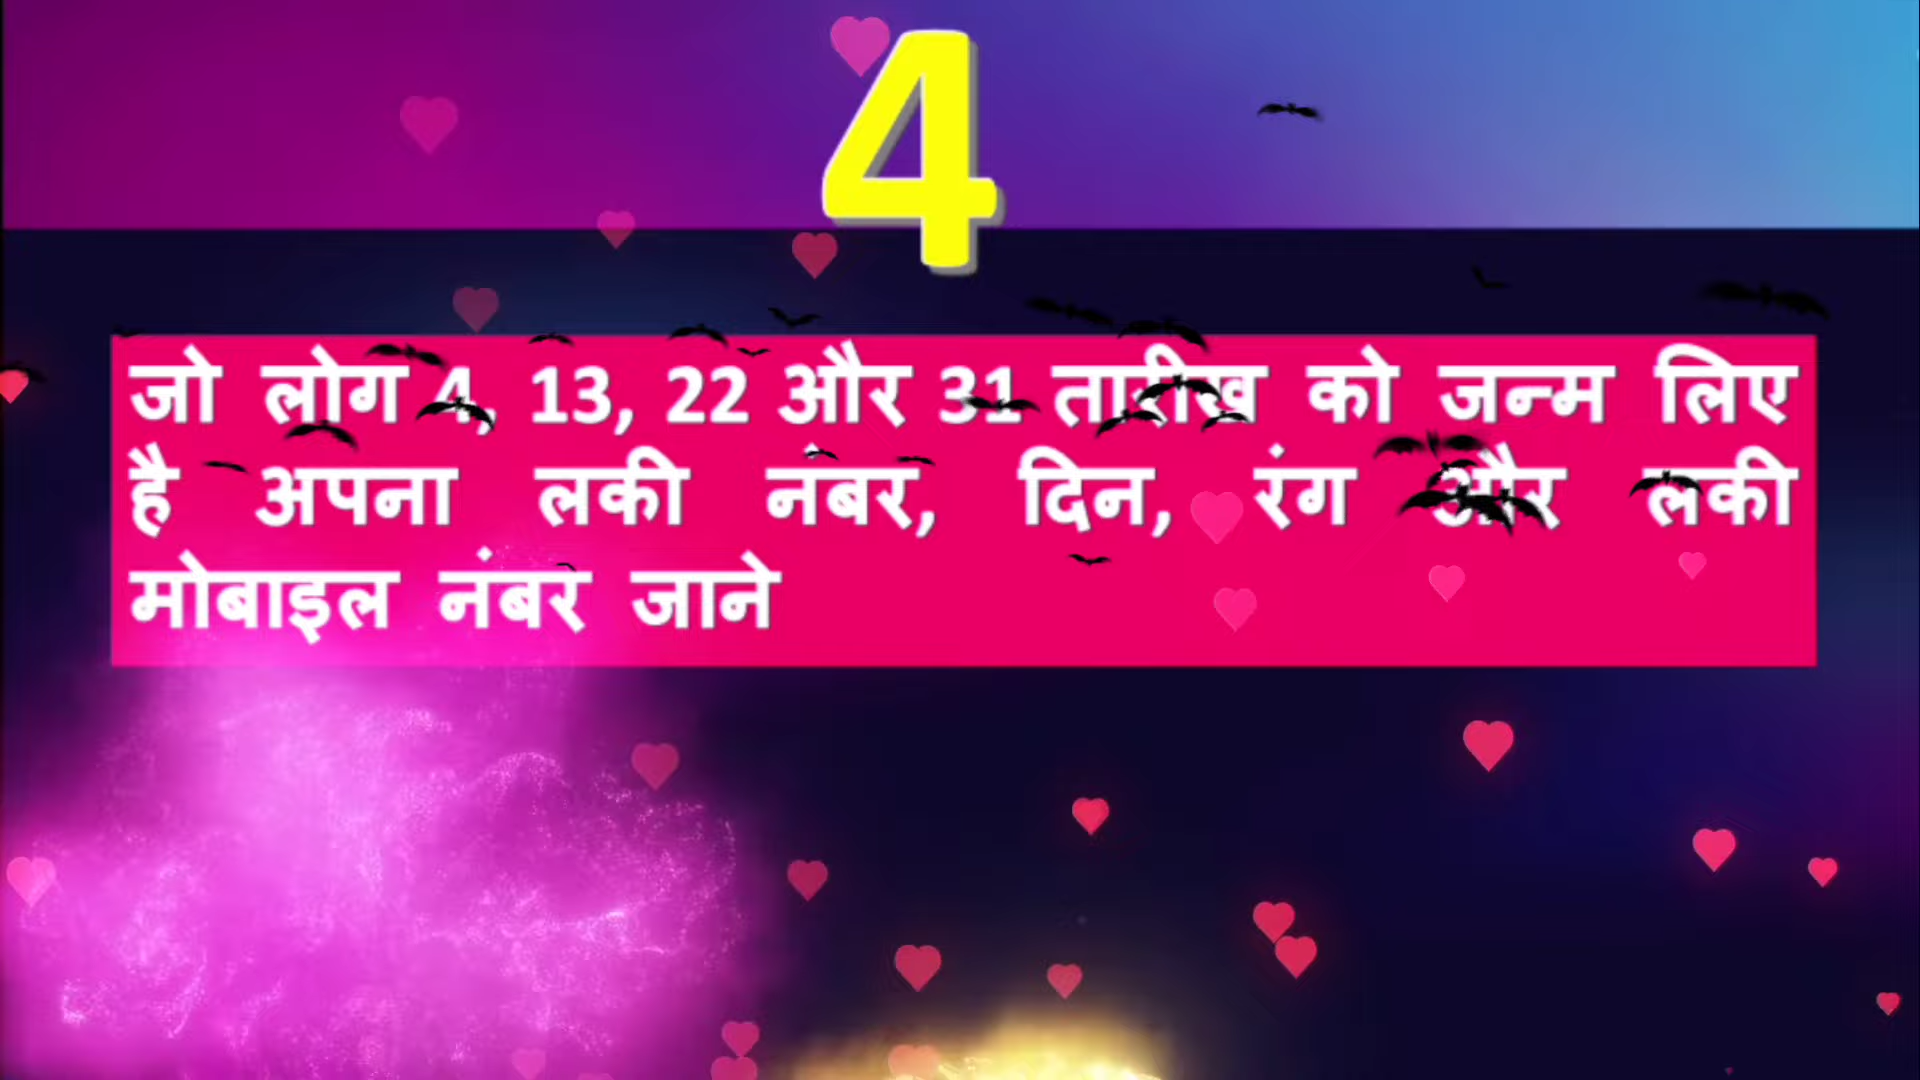 4
जो लोग 4, 13, 22 और 31 तारीख को जन्म लिए
है अपना लकी नंबर, दिन, रंग और लकी
मोबाइल नंबर जाने